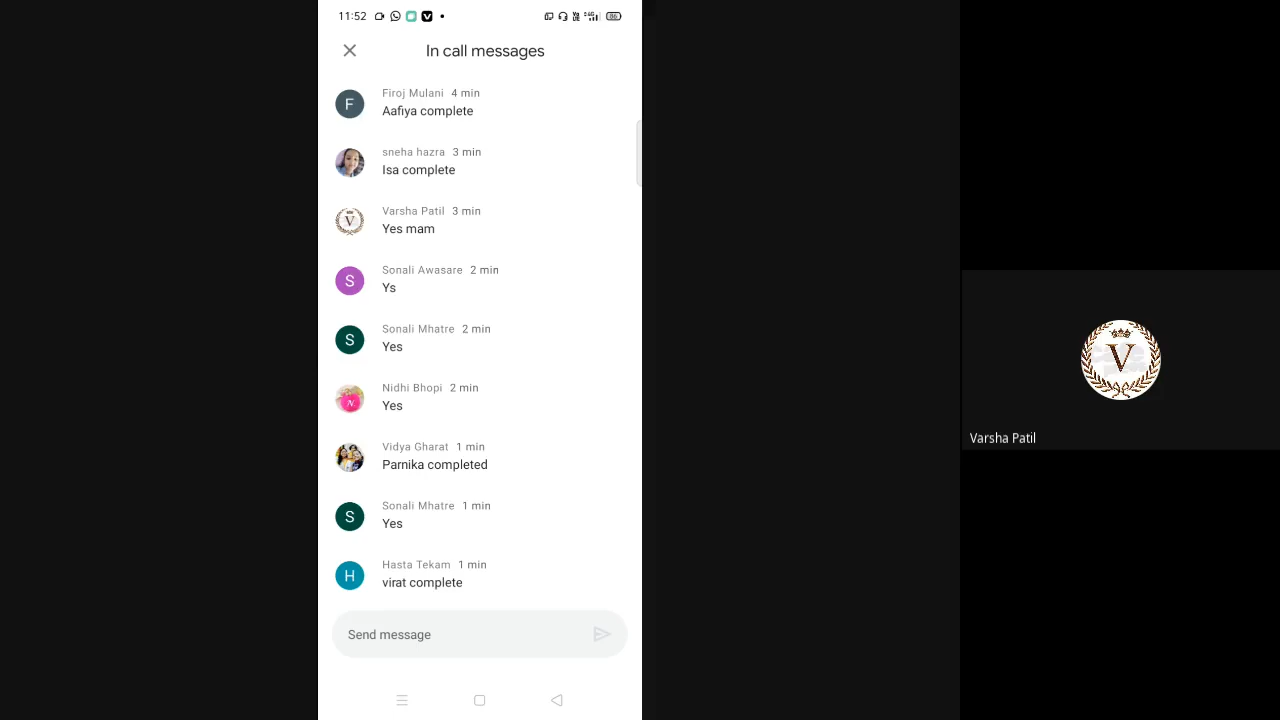 11:52
86
In call messages
F
Firoj Mulani 4 min
Aafiya complete
sneha hazra 3 min
Isa complete
V
Varsha Patil 3 min
Yes mam
S
Sonali Awasare 2 min
Ys
S
Sonali Mhatre 2 min
Yes
N
Nidhi Bhopi 2 min
Yes
Vidya Gharat 1 min
Parnika completed
S
Sonali Mhatre 1 min
Yes
H
Hasta Tekam 1 min
virat complete
Send message
V
Varsha Patil